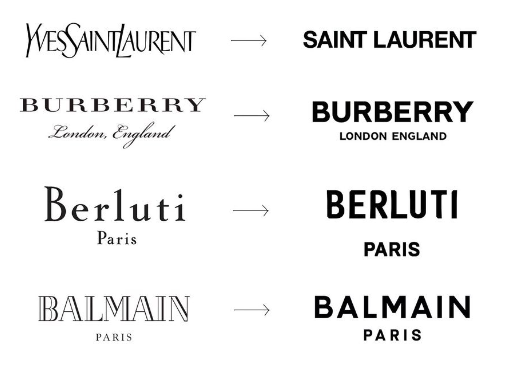 YVESSAINTLAURENT → SAINT LAURENT
BURBERRY → BURBERRY
London, England LONDON ENGLAND
Berluti → BERLUTI
Paris PARIS
BALMAIN → BALMAIN
PARIS PARIS